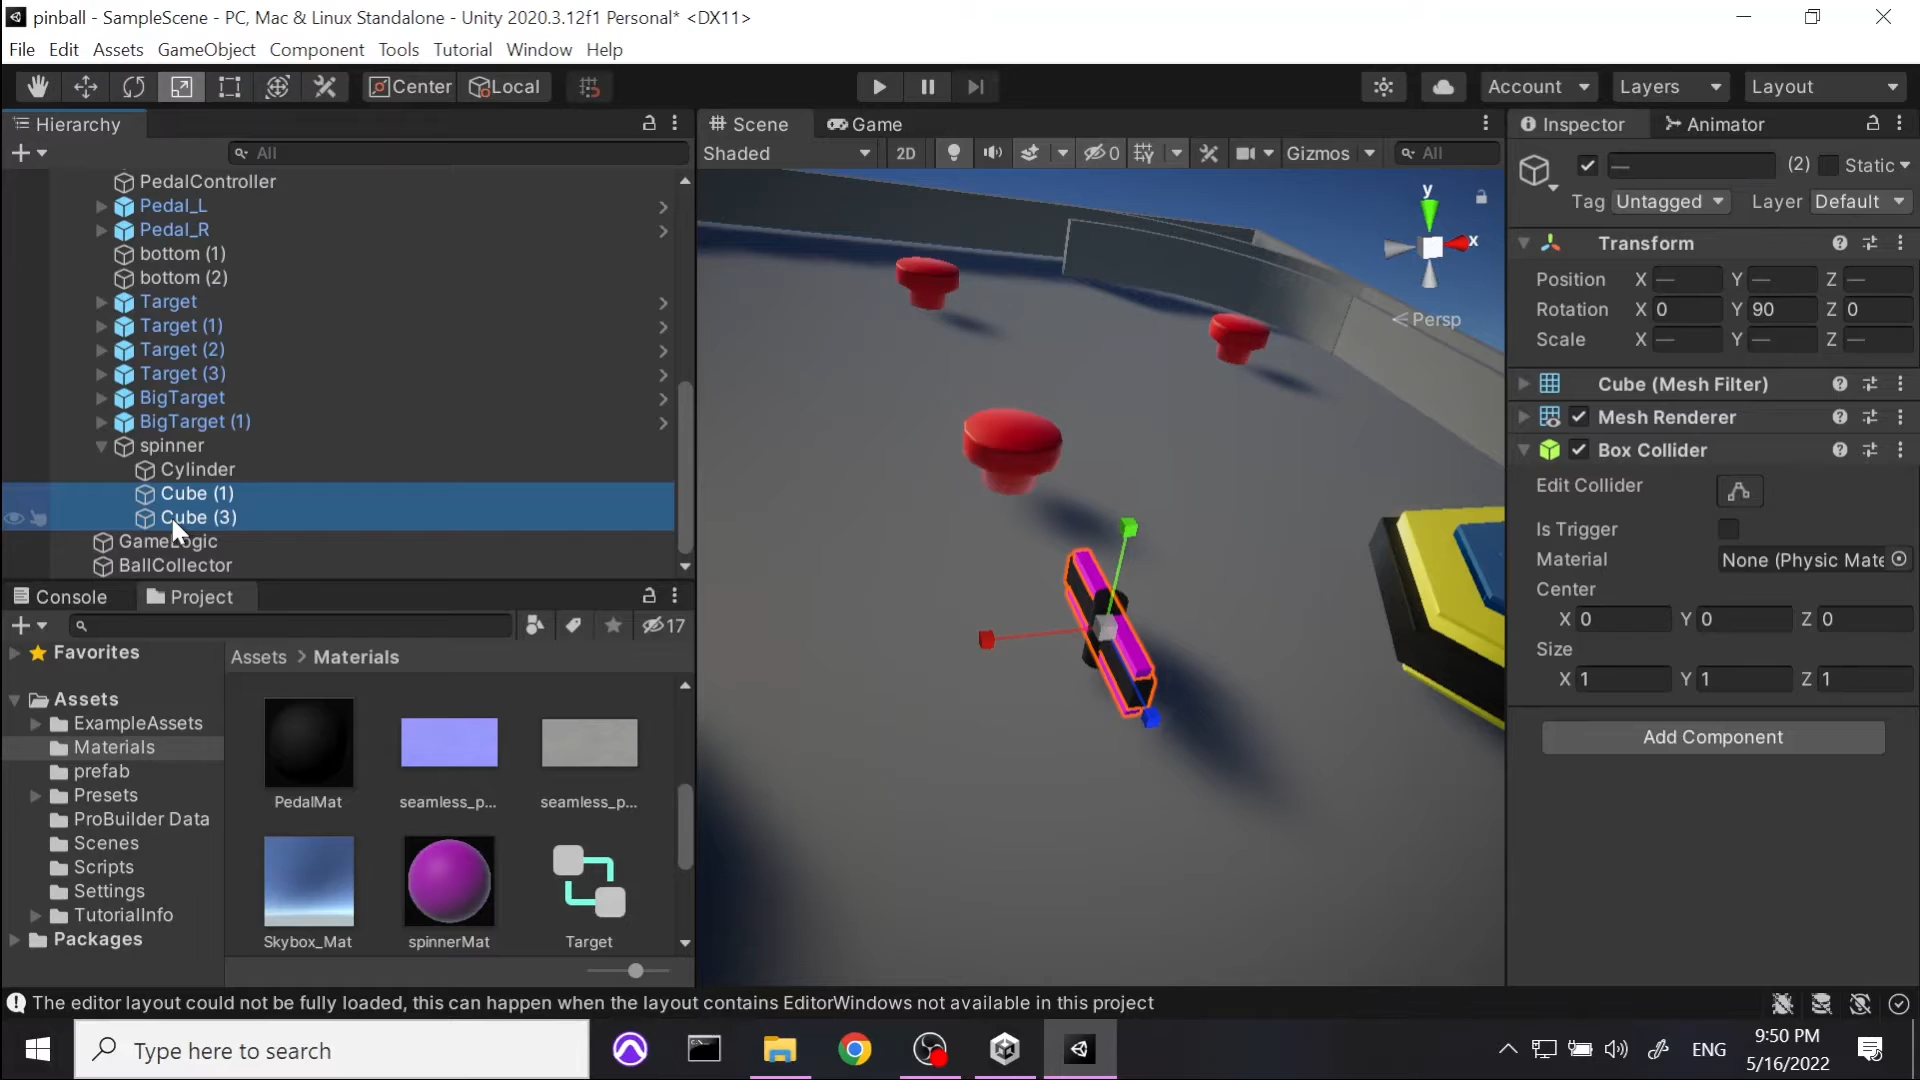 pinball - SampleScene - PC, Mac & Linux Standalone - Unity 2020.3.12f1 Personal* <DX11>
File Edit Assets GameObject Component Tools Tutorial Window Help
Center Local Account Layers Layout
Hierarchy
All
PedalController
Pedal_L
Pedal_R
bottom (1)
bottom (2)
Target
Target (1)
Target (2)
Target (3)
BigTarget
BigTarget (1)
spinner
Cylinder
Cube (1)
Cube (3)
GameLogic
BallCollector
Scene Game
Shaded 2D 0 Gizmos All
y
x
Persp
Inspector Animator
— (2) Static
Tag Untagged Layer Default
Transform
Position X — Y — Z —
Rotation X 0 Y 90 Z 0
Scale X — Y — Z —
Cube (Mesh Filter)
Mesh Renderer
Box Collider
Edit Collider
Is Trigger
Material None (Physic Mate
Center
X 0 Y 0 Z 0
Size
X 1 Y 1 Z 1
Add Component
Console Project
17
Favorites
Assets
ExampleAssets
Materials
prefab
Presets
ProBuilder Data
Scenes
Scripts
Settings
TutorialInfo
Packages
Assets > Materials
PedalMat seamless_p... seamless_p...
Skybox_Mat spinnerMat Target
The editor layout could not be fully loaded, this can happen when the layout contains EditorWindows not available in this project
Type here to search
ENG
9:50 PM
5/16/2022